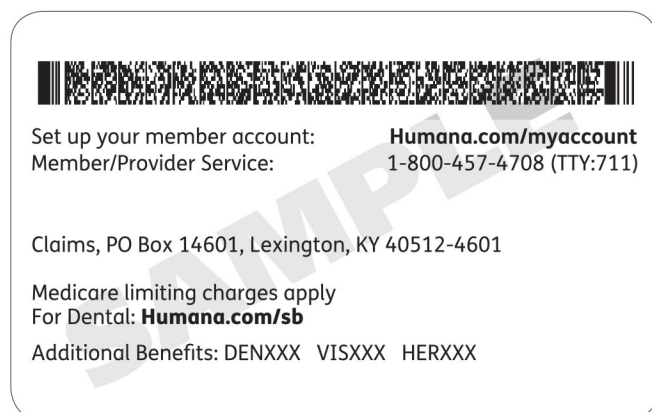 Set up your member account: Humana.com/myaccount
Member/Provider Service: 1-800-457-4708 (TTY:711)
Claims, PO Box 14601, Lexington, KY 40512-4601
Medicare limiting charges apply
For Dental: Humana.com/sb
Additional Benefits: DENXXX VISXXX HERXXX
SAMPLE